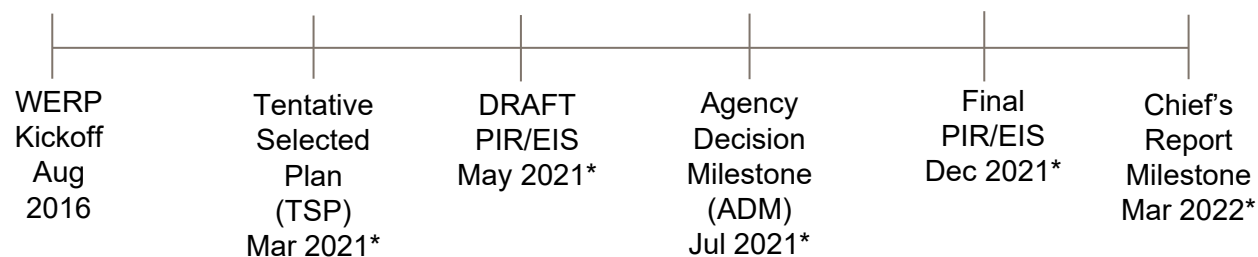 WERP
Kickoff
Aug
2016
Tentative
Selected
Plan
(TSP)
Mar 2021*
DRAFT
PIR/EIS
May 2021*
Agency
Decision
Milestone
(ADM)
Jul 2021*
Final
PIR/EIS
Dec 2021*
Chief’s
Report
Milestone
Mar 2022*